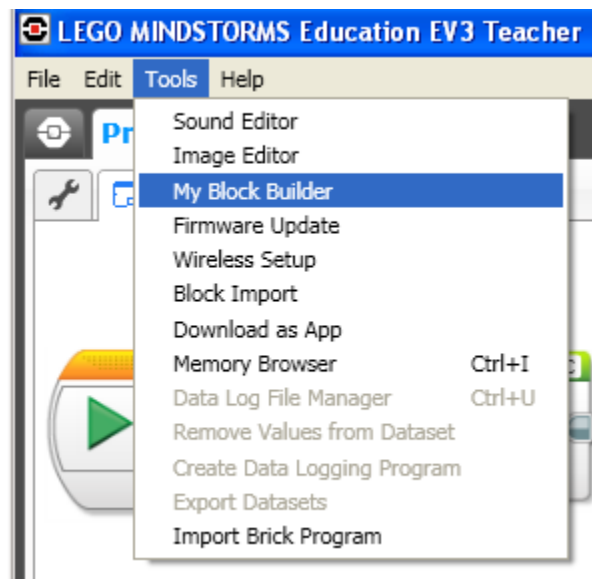 LEGO MINDSTORMS Education EV3 Teacher
File Edit Tools Help
Pr
Sound Editor
Image Editor
My Block Builder
Firmware Update
Wireless Setup
Block Import
Download as App
Memory Browser Ctrl+I
Data Log File Manager Ctrl+U
Remove Values from Dataset
Create Data Logging Program
Export Datasets
Import Brick Program